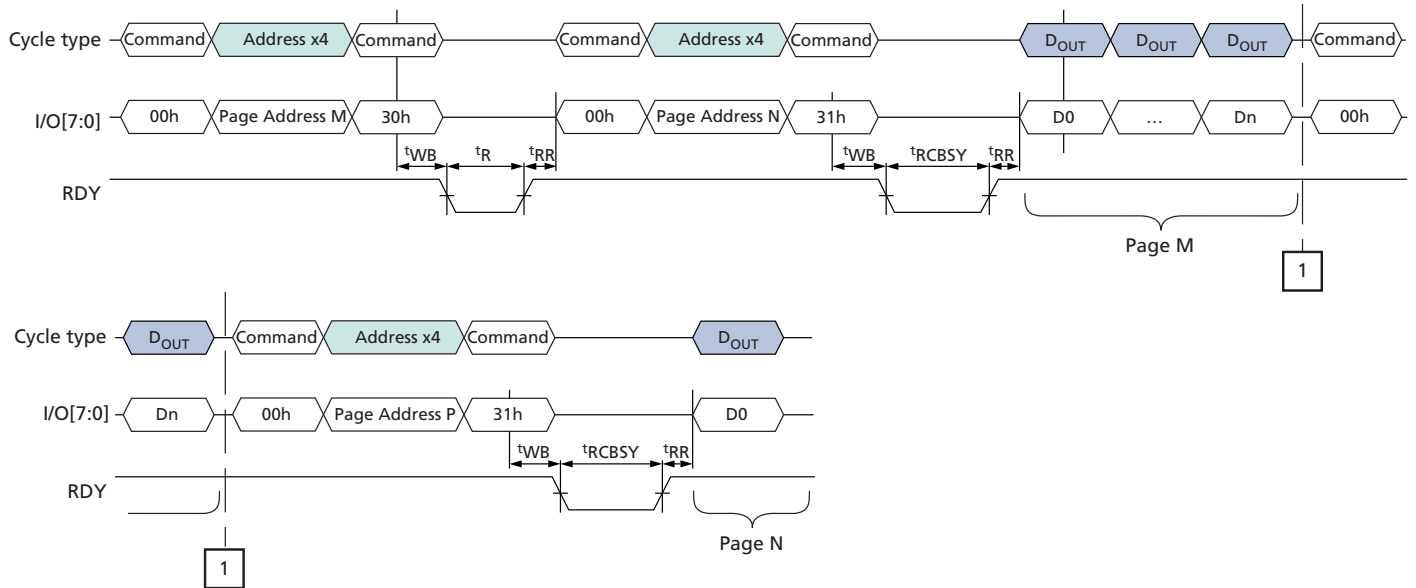 Cycle type Command Address x4 Command Command Address x4 Command DOUT DOUT DOUT Command
I/O[7:0] 00h Page Address M 30h 00h Page Address N 31h D0 … Dn 00h
tWB tR tRR tWB tRCBSY tRR
RDY
Page M
1
Cycle type DOUT Command Address x4 Command DOUT
I/O[7:0] Dn 00h Page Address P 31h D0
tWB tRCBSY tRR
RDY
Page N
1